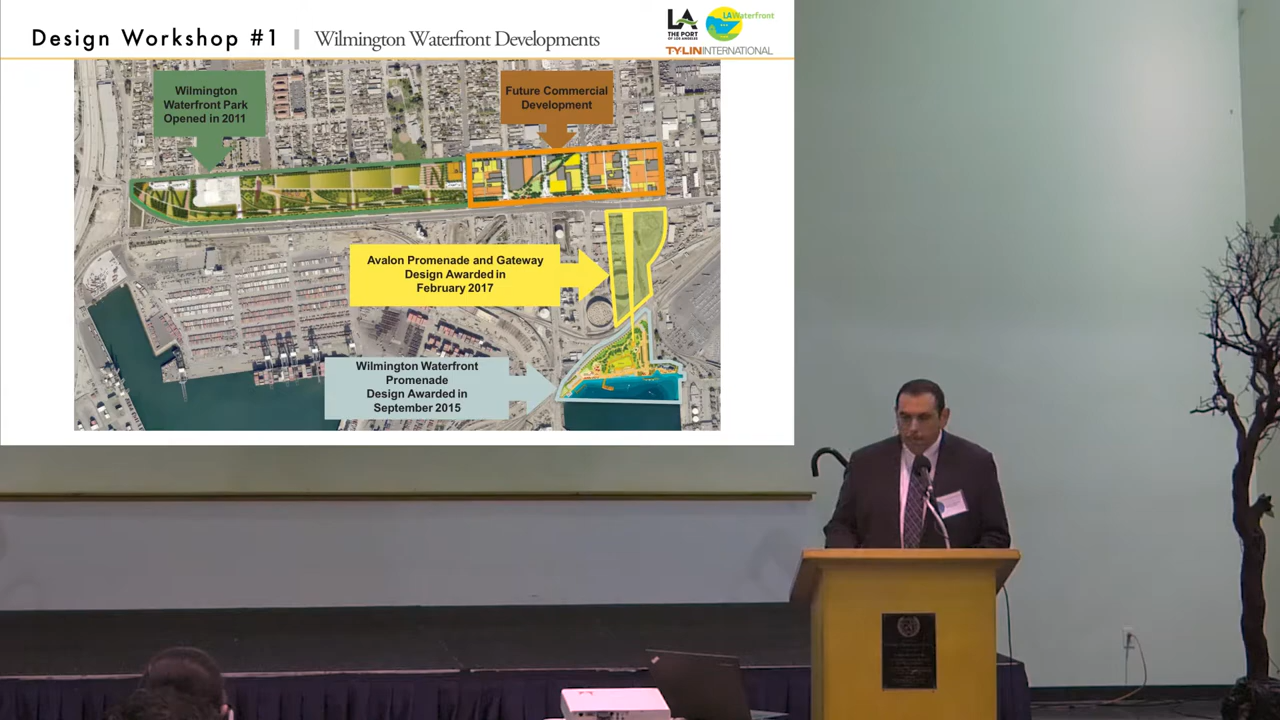 Design Workshop #1 | Wilmington Waterfront Developments
LA
THE PORT
OF LOS ANGELES
LAWaterfront
TYLININTERNATIONAL
Wilmington
Waterfront Park
Opened in 2011
Future Commercial
Development
Avalon Promenade and Gateway
Design Awarded in
February 2017
Wilmington Waterfront
Promenade
Design Awarded in
September 2015